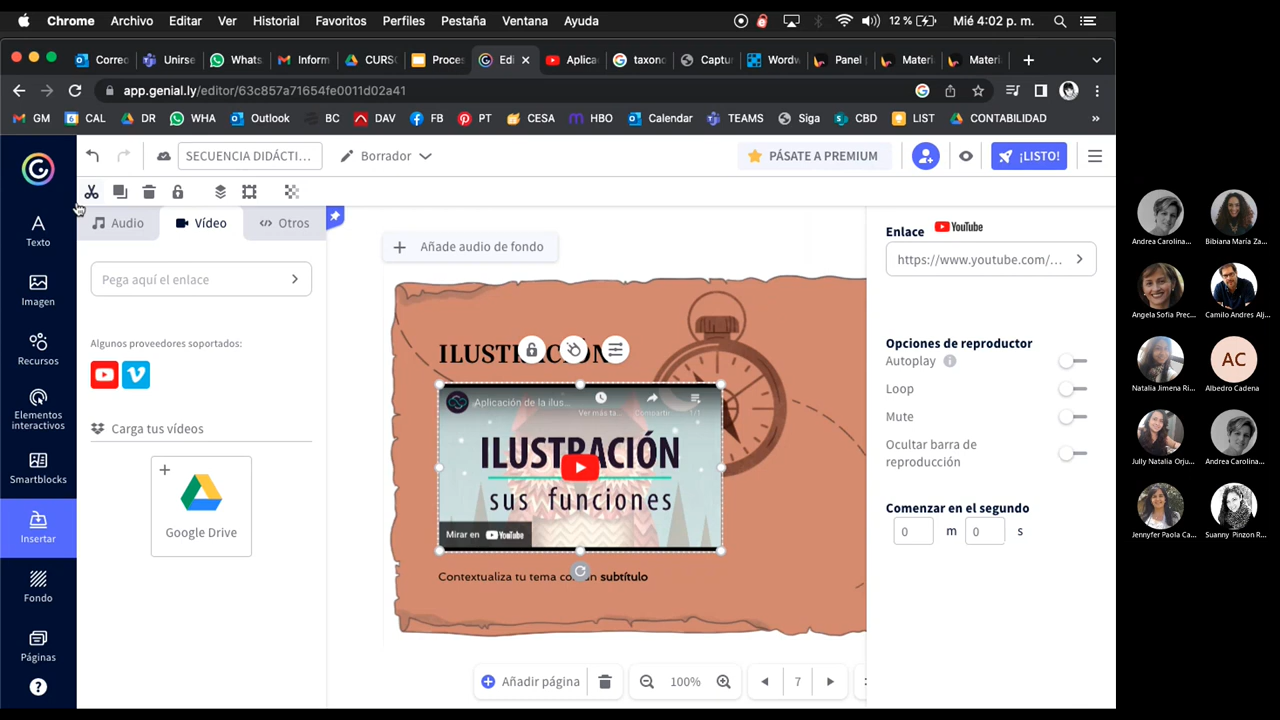 Chrome Archivo Editar Ver Historial Favoritos Perfiles Pestaña Ventana Ayuda 12 % Mié 4:02 p. m.
Correo Unirse Whats Inform CURSO Proces Edi Aplica taxono Captu Wordw Panel Materi Materi
app.genial.ly/editor/63c857a71654fe0011d02a41
GM CAL DR WHA Outlook BC DAV FB PT CESA HBO Calendar TEAMS Siga CBD LIST CONTABILIDAD »
SECUENCIA DIDÁCTI... Borrador PÁSATE A PREMIUM ¡LISTO!
Audio Vídeo Otros
Texto
Imagen
Recursos
Elementos
interactivos
Smartblocks
Insertar
Fondo
Páginas
?
Pega aquí el enlace
Algunos proveedores soportados:
Carga tus vídeos
Google Drive
Añade audio de fondo
ILUSTRACIÓN
Aplicación de la ilus...
Ver más ta...
Compartir
1/1
ILUSTRACIÓN
sus funciones
Mirar en YouTube
Contextualiza tu tema con un subtítulo
Añadir página 100% 7
Enlace YouTube
https://www.youtube.com/...
Opciones de reproductor
Autoplay
Loop
Mute
Ocultar barra de
reproducción
Comenzar en el segundo
0 m 0 s
Andrea Carolina... Bibiana María Za...
Angela Sofia Prec... Camilo Andres Alj...
AC
Natalia Jimena Ri... Albedro Cadena
Jully Natalia Orju... Andrea Carolina...
Jennyfer Paola Ca... Suanny Pinzon R...